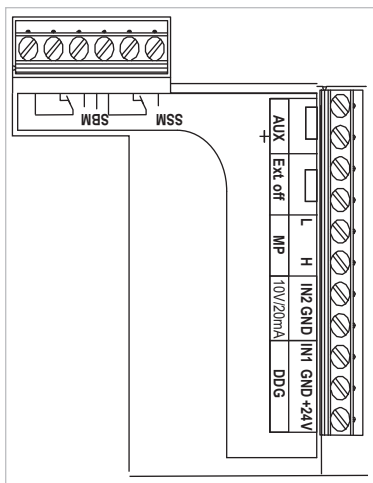 SBM
SSM
AUX
+
Ext off
MP
L
H
10V/20mA
IN2 GND
DDG
IN1 GND +24V